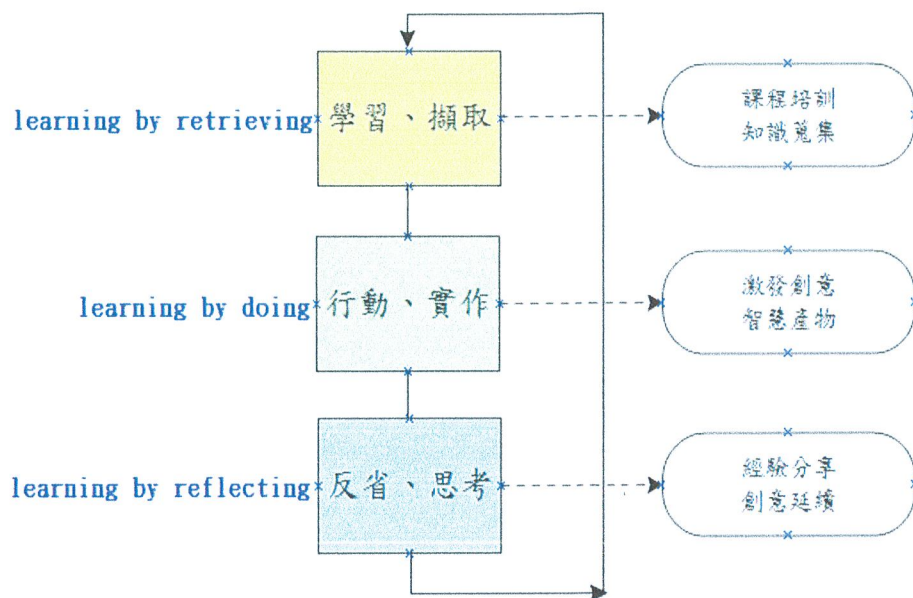 learning by retrieving
學習、擷取
課程培訓
知識蒐集
learning by doing
行動、實作
激發創意
智慧產物
learning by reflecting
反省、思考
經驗分享
創意延續